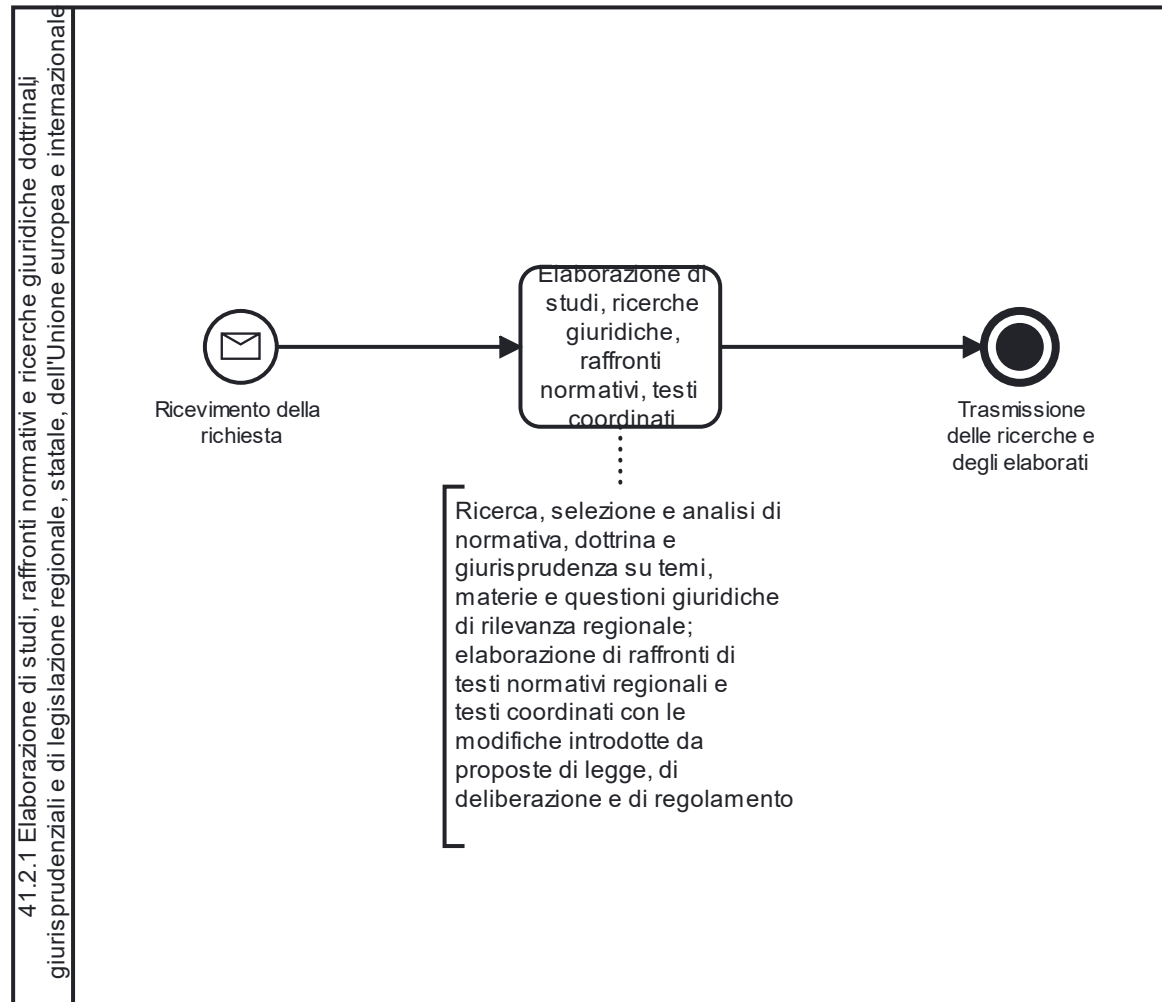 41.2.1 Elaborazione di studi, raffronti normativi e ricerche giuridiche dottrinali,
giurisprudenziali e di legislazione regionale, statale, dell'Unione europea e internazionale
Ricevimento della
richiesta
Elaborazione di
studi, ricerche
giuridiche,
raffronti
normativi, testi
coordinati
Trasmissione
delle ricerche e
degli elaborati
Ricerca, selezione e analisi di
normativa, dottrina e
giurisprudenza su temi,
materie e questioni giuridiche
di rilevanza regionale;
elaborazione di raffronti di
testi normativi regionali e
testi coordinati con le
modifiche introdotte da
proposte di legge, di
deliberazione e di regolamento